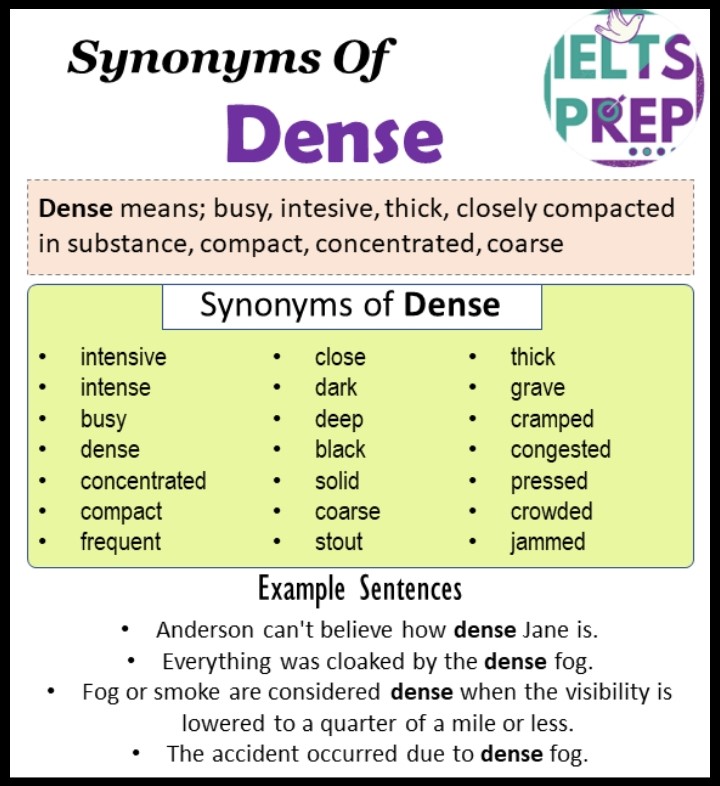 Synonyms Of
Dense
IELTS
PREP
Dense means; busy, intesive, thick, closely compacted
in substance, compact, concentrated, coarse
Synonyms of Dense
• intensive
• intense
• busy
• dense
• concentrated
• compact
• frequent
• close
• dark
• deep
• black
• solid
• coarse
• stout
• thick
• grave
• cramped
• congested
• pressed
• crowded
• jammed
Example Sentences
• Anderson can't believe how dense Jane is.
• Everything was cloaked by the dense fog.
• Fog or smoke are considered dense when the visibility is
lowered to a quarter of a mile or less.
• The accident occurred due to dense fog.